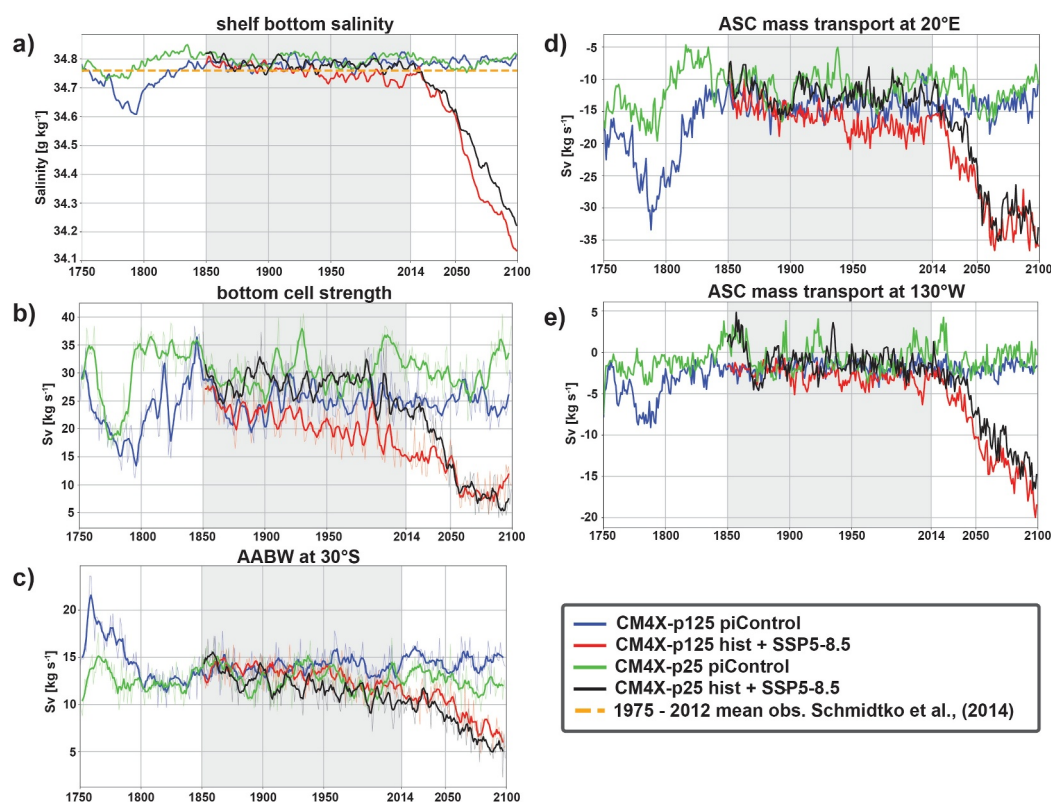 a)
shelf bottom salinity
Salinity [g kg⁻¹]
34.8
34.7
34.6
34.5
34.4
34.3
34.2
34.1
1750 1800 1850 1900 1950 2014 2050 2100
b)
bottom cell strength
Sv [kg s⁻¹]
40
35
30
25
20
15
10
5
1750 1800 1850 1900 1950 2014 2050 2100
c)
AABW at 30°S
Sv [kg s⁻¹]
20
15
10
5
1750 1800 1850 1900 1950 2014 2050 2100
d)
ASC mass transport at 20°E
Sv [kg s⁻¹]
-5
-10
-15
-20
-25
-30
-35
1750 1800 1850 1900 1950 2014 2050 2100
e)
ASC mass transport at 130°W
Sv [kg s⁻¹]
5
0
-5
-10
-15
-20
1750 1800 1850 1900 1950 2014 2050 2100
CM4X-p125 piControl
CM4X-p125 hist + SSP5-8.5
CM4X-p25 piControl
CM4X-p25 hist + SSP5-8.5
1975 - 2012 mean obs. Schmidtko et al., (2014)